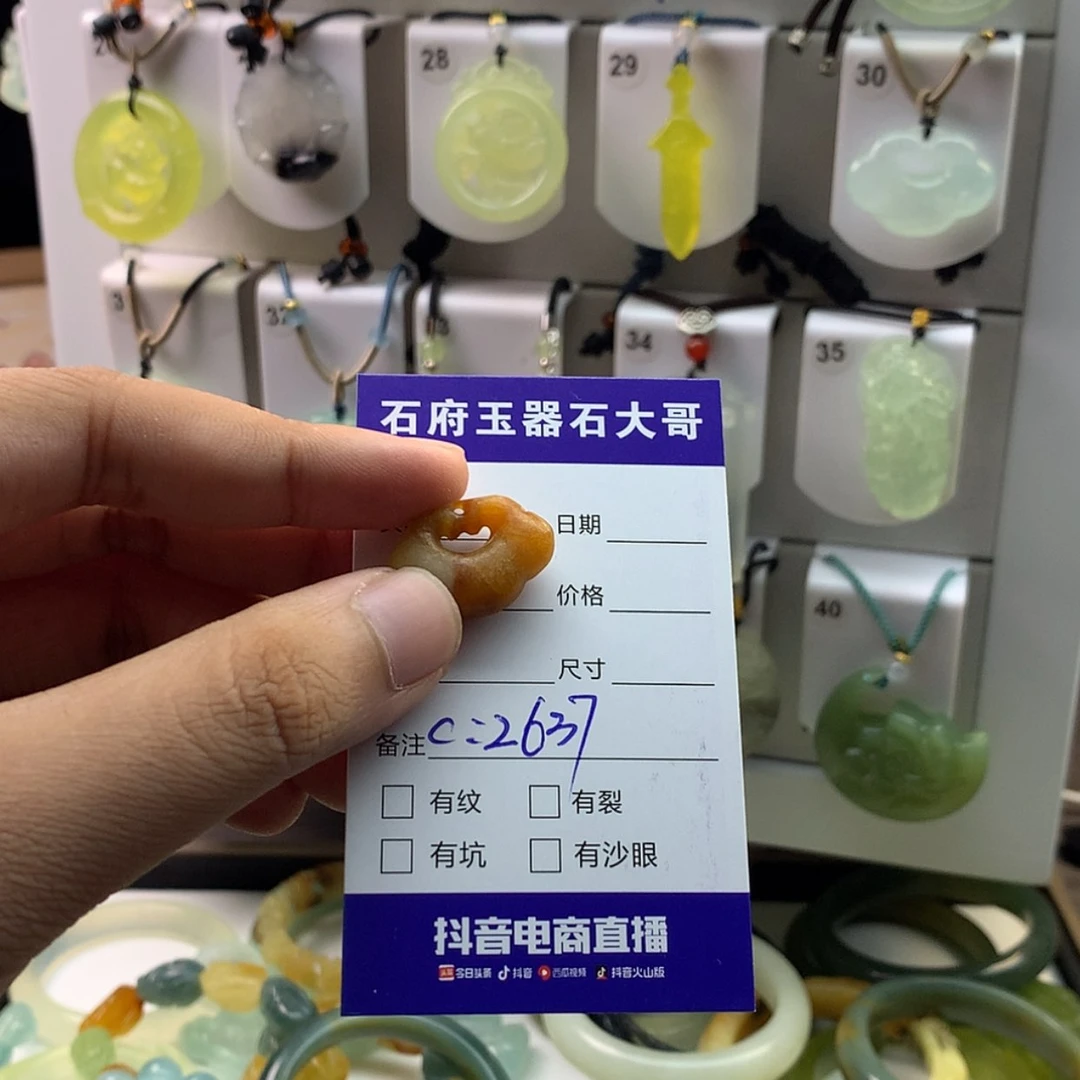 28
29
30
34
35
40
石府玉器石大哥
日期
价格
尺寸
备注 C:2637
有纹 有裂
有坑 有沙眼
抖音电商直播
今日头条 抖音 西瓜视频 抖音火山版